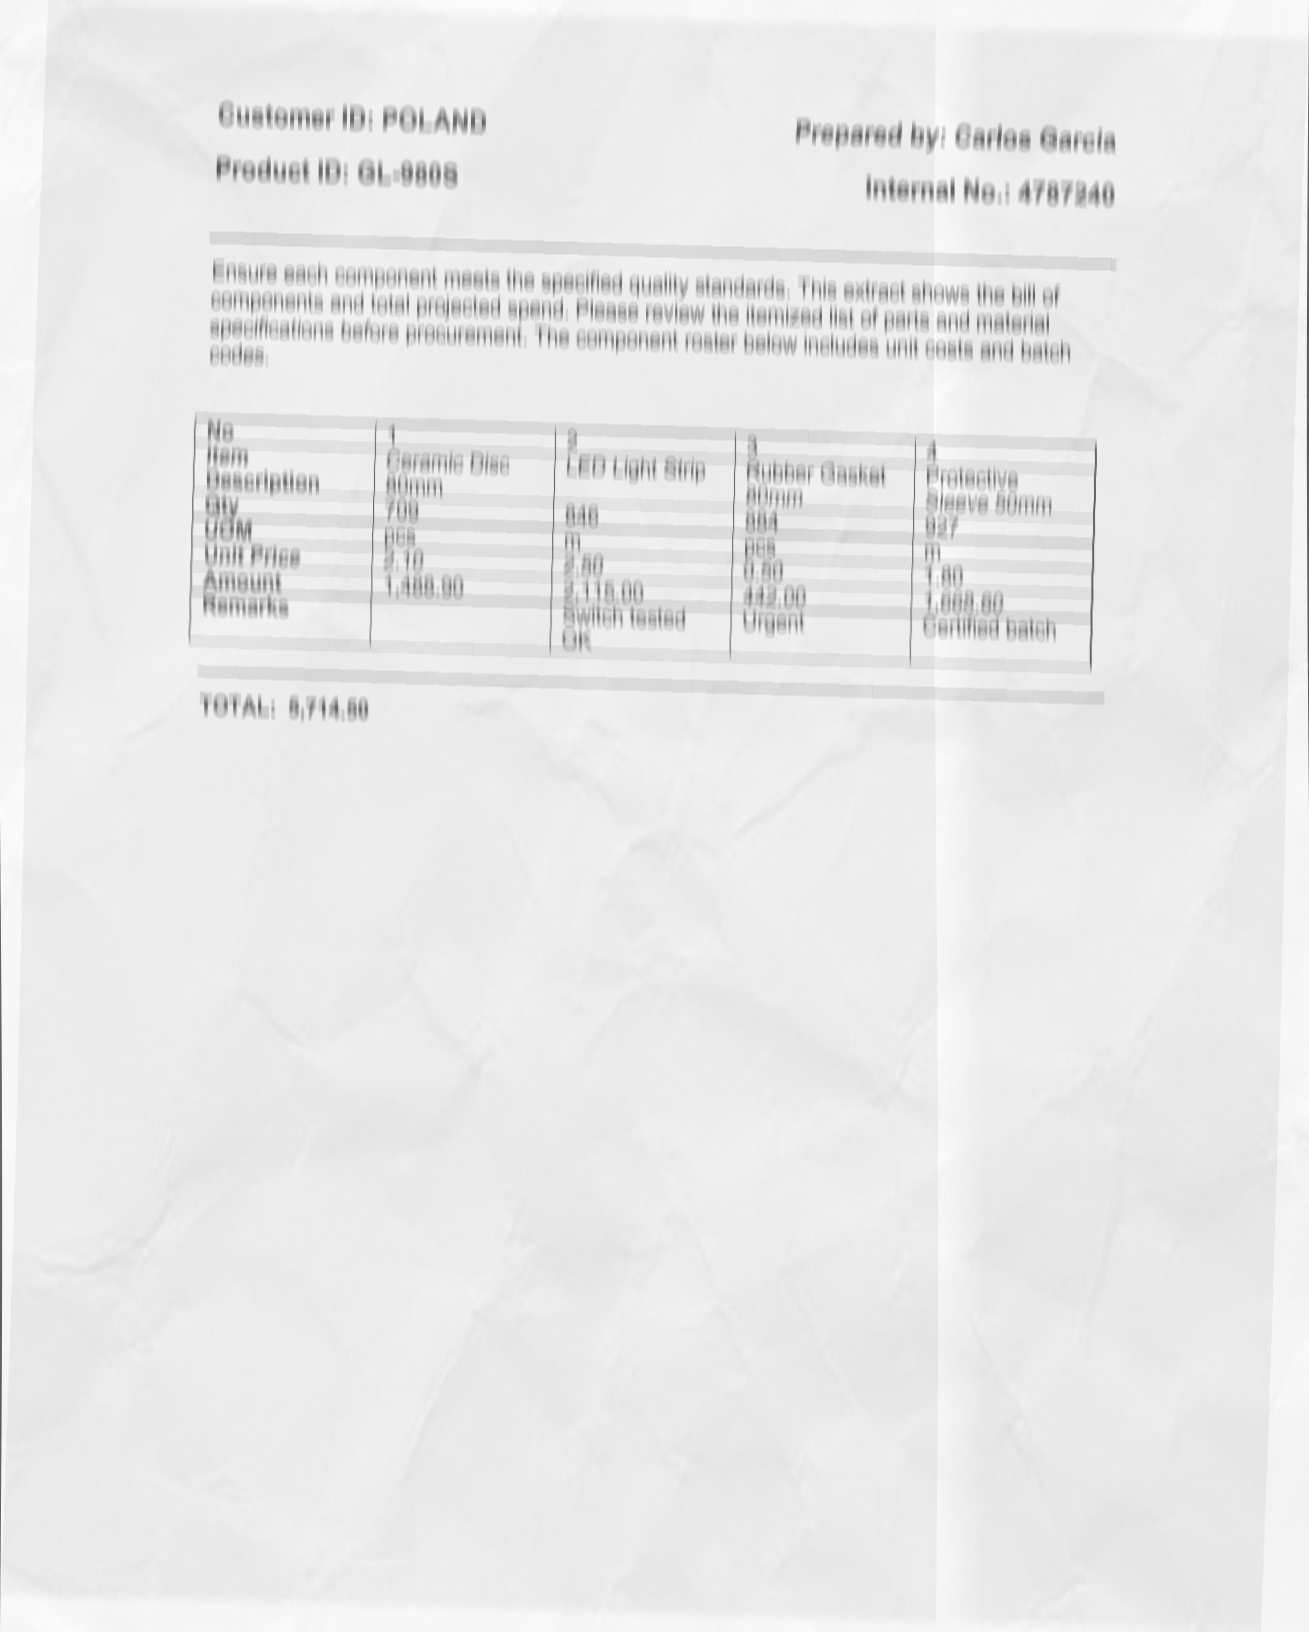 Customer ID: POLAND
Prepared by: Carlos Garcia
Product ID:
Internal No.: 4787240
Ensure each component meets the specified quality standards. This extract shows the bill of
components and total projected spend. Please review the itemized list of parts and material
specifications before procurement. The component roster below includes unit costs and batch
codes.
No 1 2 3 4
Item Ceramic Disc LED Light Strip Rubber Gasket Protective
Description Sleeve
Qty 709 846 884 927
UOM pcs m pcs m
Unit Price 2.10 2.50 0.50 1.80
Amount 1,488.90 2,115.00 442.00 1,668.60
Remarks Switch tested Urgent Certified batch
OK
TOTAL: 5,714.50